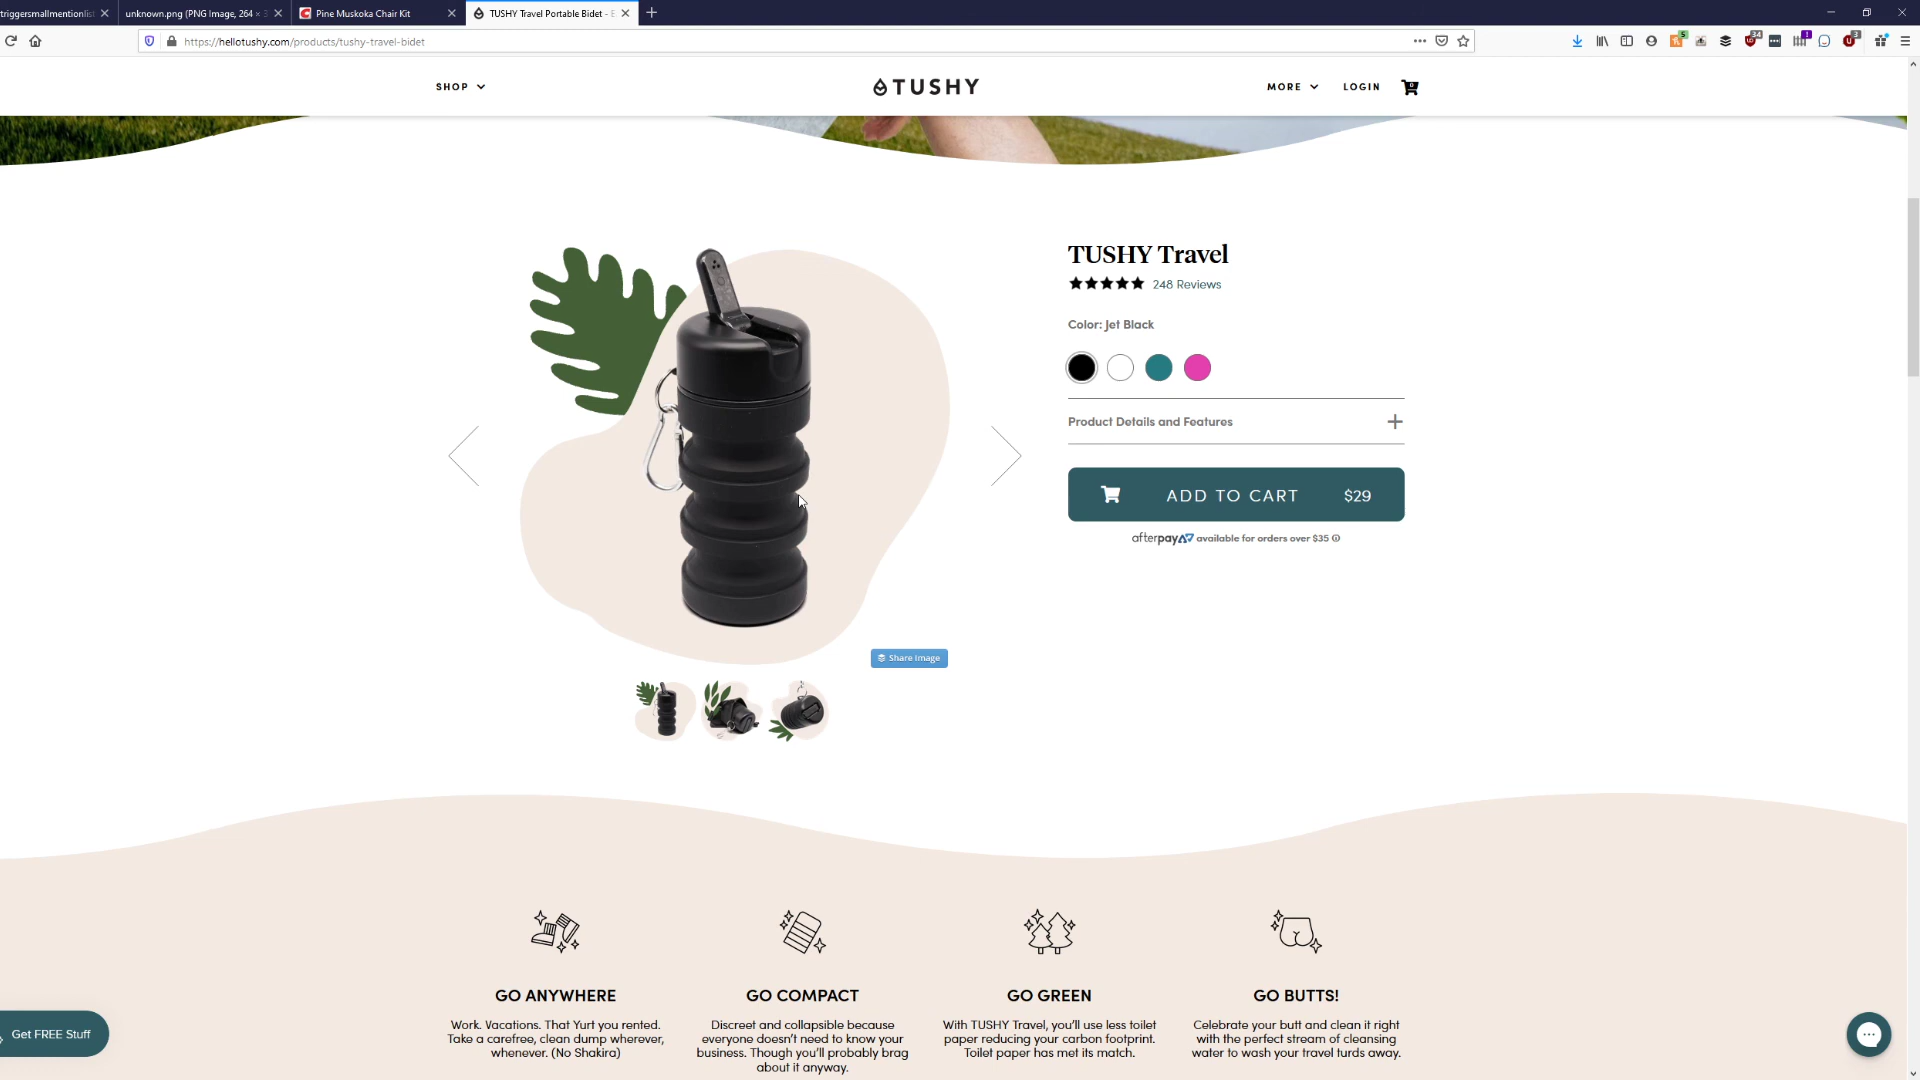 triggersmallmentionlist
unknown.png (PNG Image, 264 × 3
Pine Muskoka Chair Kit
TUSHY Travel Portable Bidet - E
https://hellotushy.com/products/tushy-travel-bidet
5
34
!
3
SHOP
TUSHY
MORE
LOGIN
0
TUSHY Travel
248 Reviews
Color: Jet Black
Product Details and Features
ADD TO CART $29
afterpay available for orders over $35
Share Image
GO ANYWHERE
Work. Vacations. That Yurt you rented.
Take a carefree, clean dump wherever,
whenever. (No Shakira)
GO COMPACT
Discreet and collapsible because
everyone doesn't need to know your
business. Though you'll probably brag
about it anyway.
GO GREEN
With TUSHY Travel, you'll use less toilet
paper reducing your carbon footprint.
Toilet paper has met its match.
GO BUTTS!
Celebrate your butt and clean it right
with the perfect stream of cleansing
water to wash your travel turds away.
Get FREE Stuff